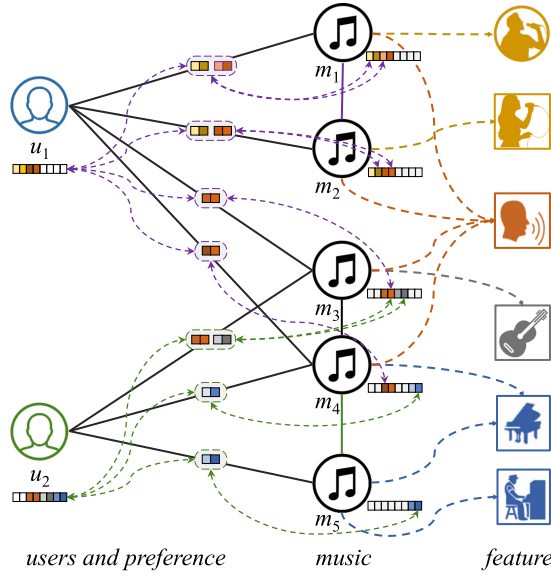 m1
u1
m2
m3
m4
u2
m5
users and preference
music
feature